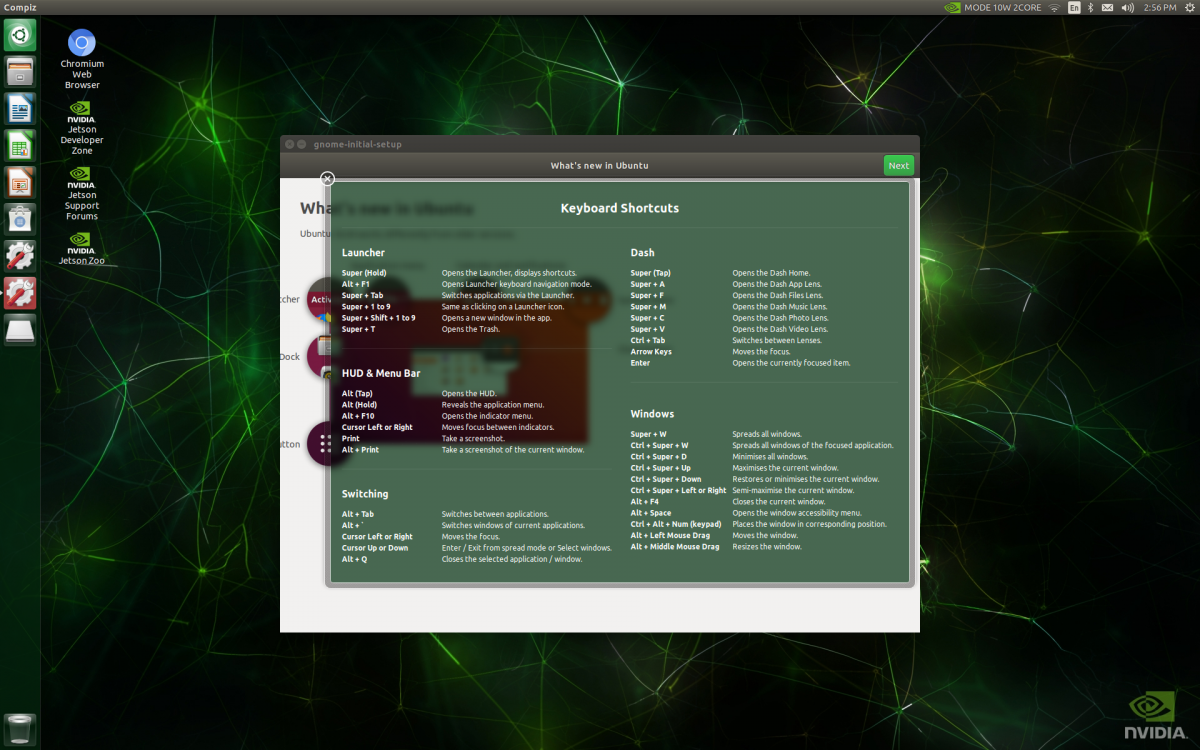 Compiz
MODE 10W 2CORE
En
2:56 PM
Chromium
Web
Browser
NVIDIA.
Jetson
Developer
Zone
NVIDIA.
Jetson
Support
Forums
NVIDIA.
Jetson Zoo
gnome-initial-setup
What's new in Ubuntu
Next
What's new in Ubuntu
Ubuntu
Activ
Dock
Keyboard Shortcuts
Launcher
Super (Hold) Opens the Launcher, displays shortcuts.
Alt + F1 Opens Launcher keyboard navigation mode.
Super + Tab Switches applications via the Launcher.
Super + 1 to 9 Same as clicking on a Launcher icon.
Super + Shift + 1 to 9 Opens a new window in the app.
Super + T Opens the Trash.
HUD & Menu Bar
Alt (Tap) Opens the HUD.
Alt (Hold) Reveals the application menu.
Alt + F10 Opens the indicator menu.
Cursor Left or Right Moves focus between indicators.
Print Take a screenshot.
Alt + Print Take a screenshot of the current window.
Switching
Alt + Tab Switches between applications.
Alt + ` Switches windows of current applications.
Cursor Left or Right Moves the focus.
Cursor Up or Down Enter / Exit from spread mode or Select windows.
Alt + Q Closes the selected application / window.
Dash
Super (Tap) Opens the Dash Home.
Super + A Opens the Dash App Lens.
Super + F Opens the Dash Files Lens.
Super + M Opens the Dash Music Lens.
Super + C Opens the Dash Photo Lens.
Super + V Opens the Dash Video Lens.
Ctrl + Tab Switches between Lenses.
Arrow Keys Moves the focus.
Enter Opens the currently focused item.
Windows
Super + W Spreads all windows.
Ctrl + Super + W Spreads all windows of the focused application.
Ctrl + Super + D Minimises all windows.
Ctrl + Super + Up Maximises the current window.
Ctrl + Super + Down Restores or minimises the current window.
Ctrl + Super + Left or Right Semi-maximise the current window.
Alt + F4 Closes the current window.
Alt + Space Opens the window accessibility menu.
Ctrl + Alt + Num (keypad) Places the window in corresponding position.
Alt + Left Mouse Drag Moves the window.
Alt + Middle Mouse Drag Resizes the window.
NVIDIA.